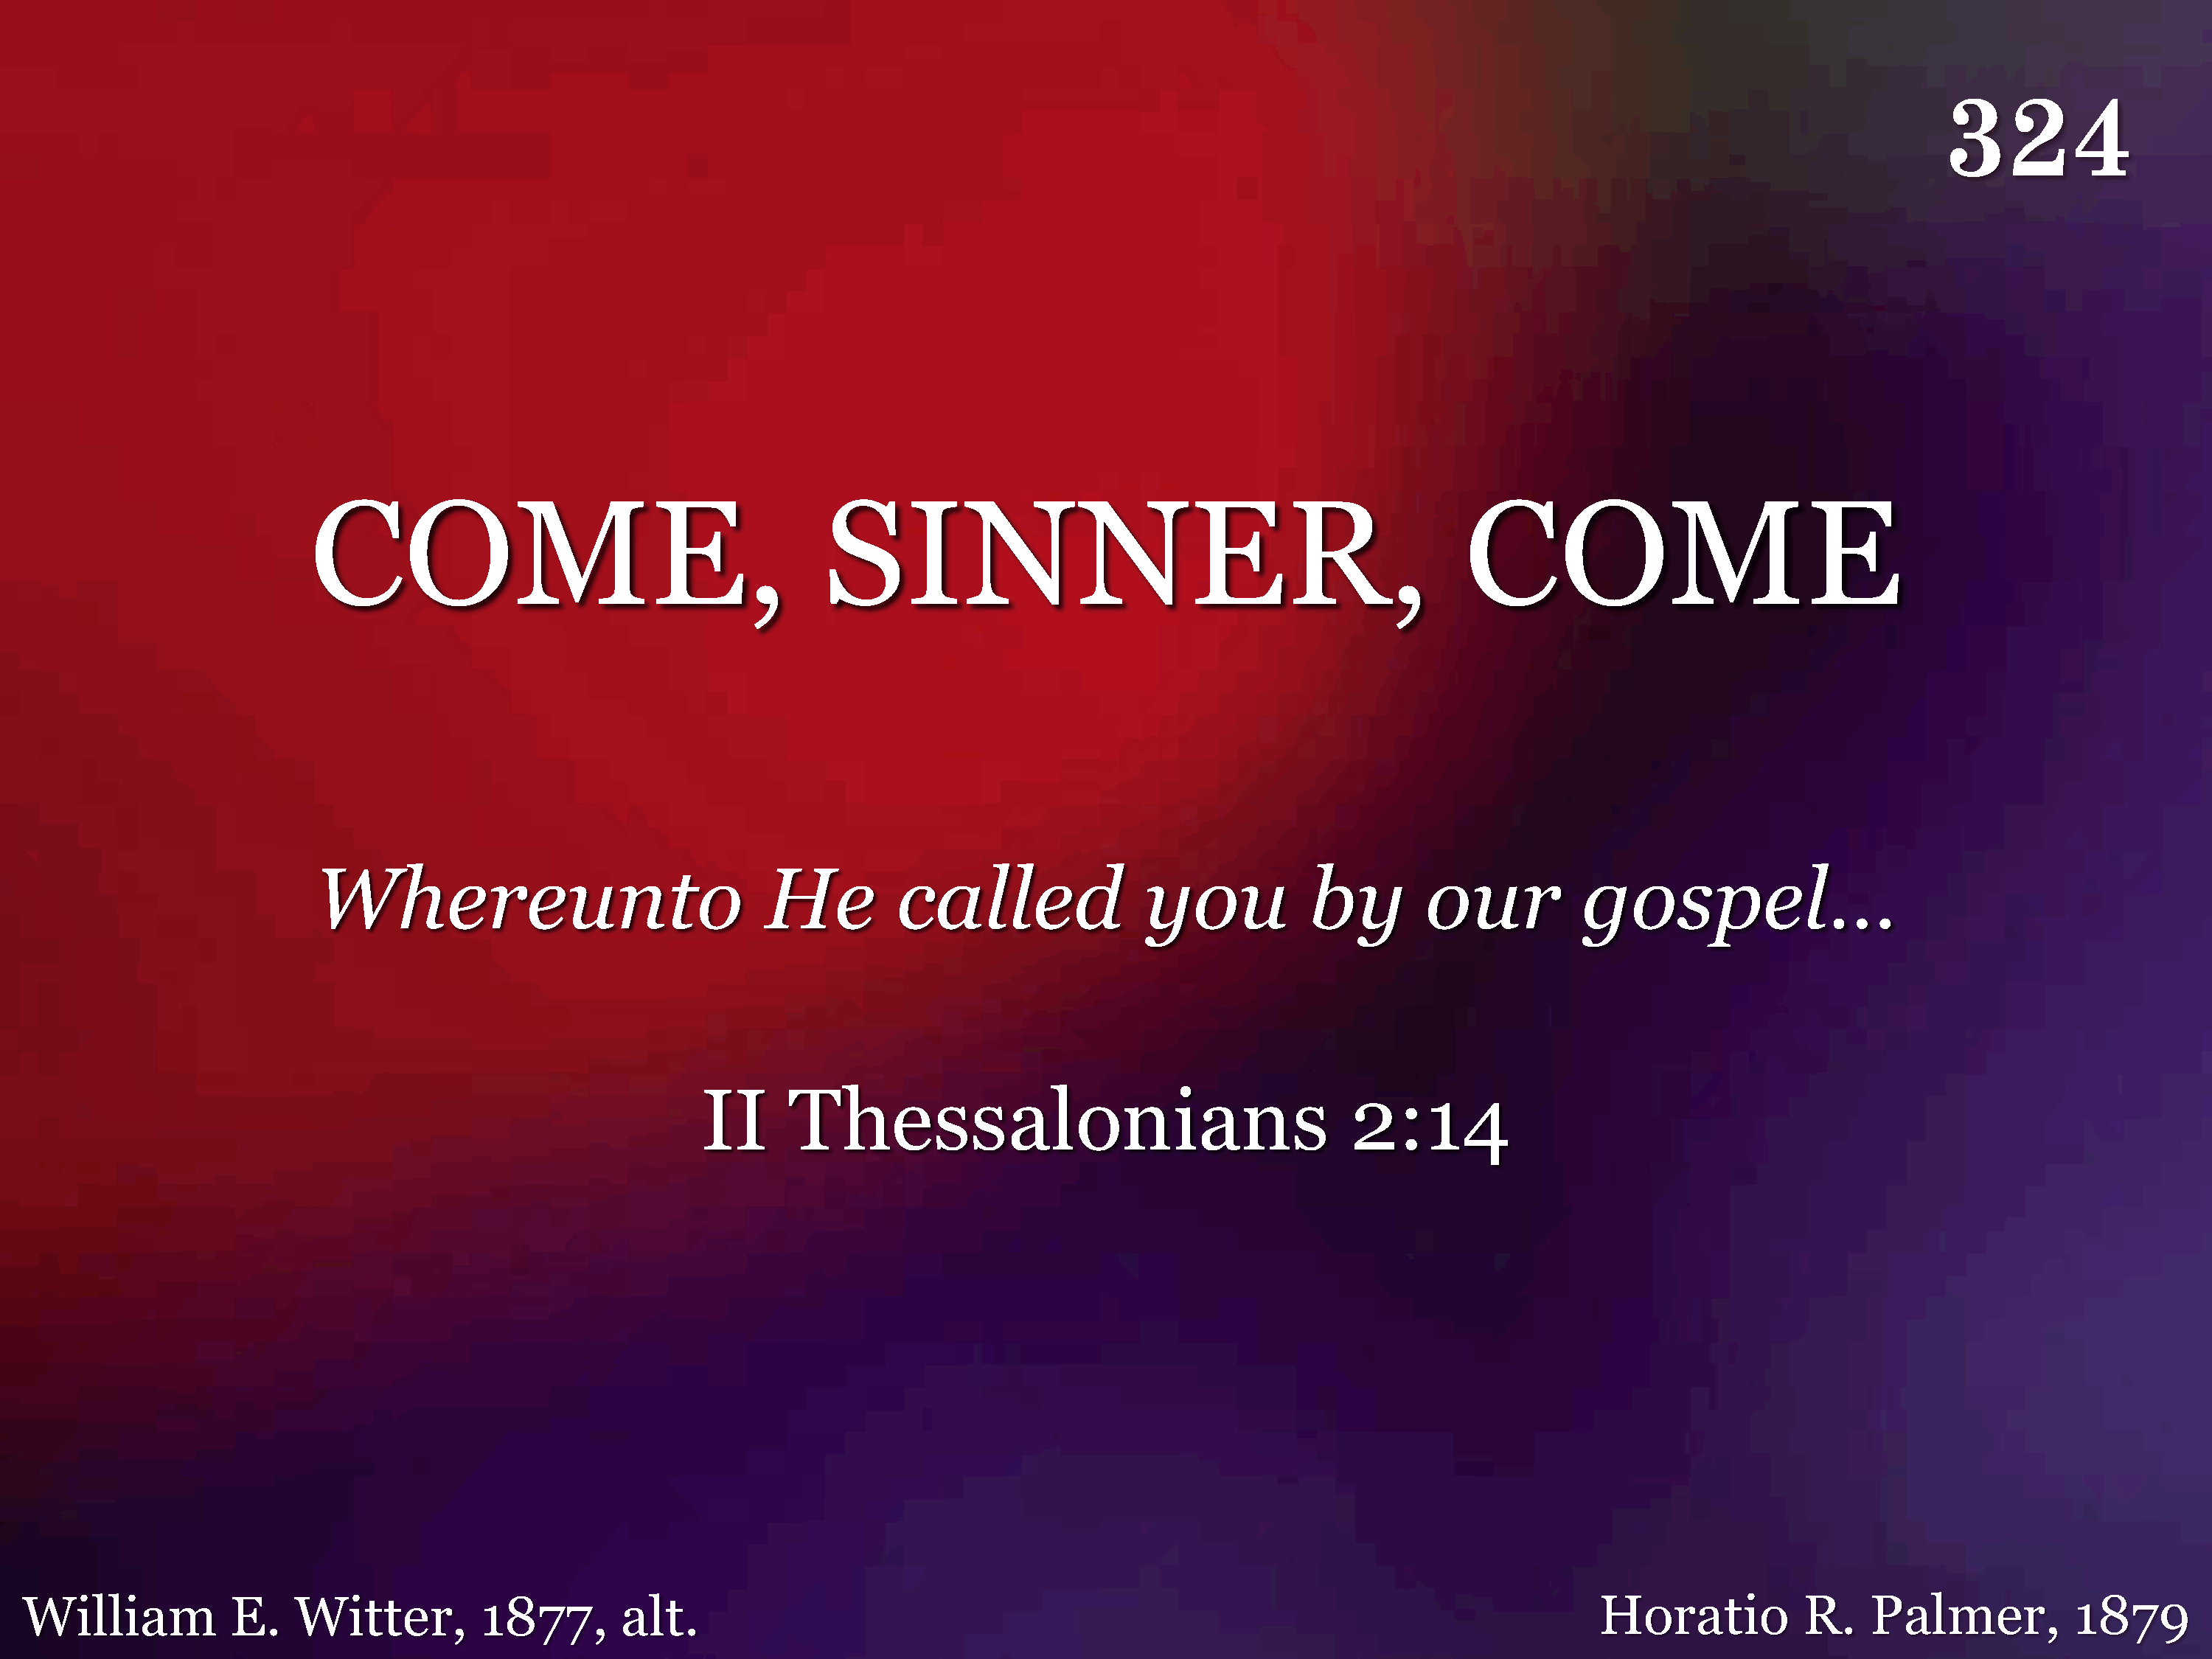 324
COME, SINNER, COME
Whereunto He called you by our gospel…
II Thessalonians 2:14
William E. Witter, 1877, alt.
Horatio R. Palmer, 1879